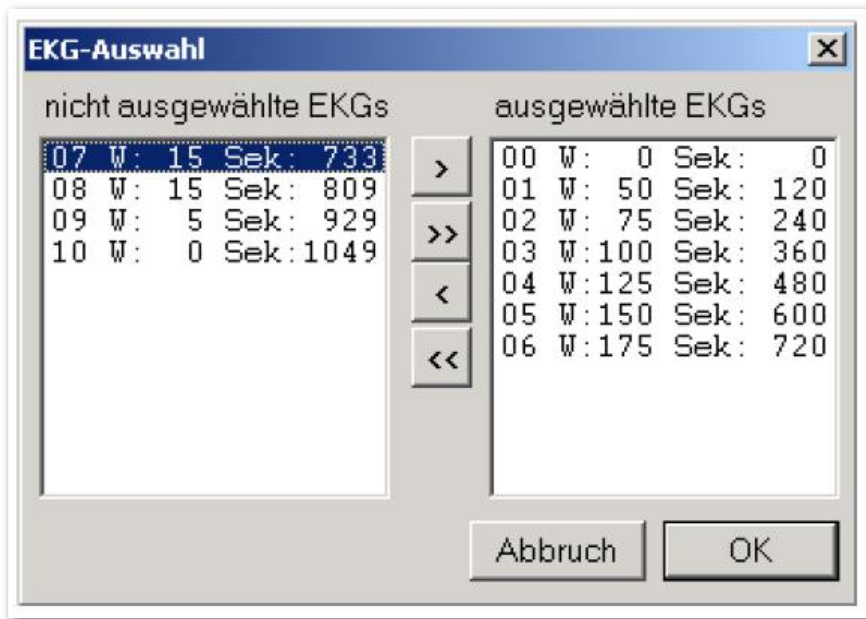 EKG-Auswahl
nicht ausgewählte EKGs
07 W: 15 Sek: 733
08 W: 15 Sek: 809
09 W: 5 Sek: 929
10 W: 0 Sek:1049
>
>>
<
<<
ausgewählte EKGs
00 W: 0 Sek: 0
01 W: 50 Sek: 120
02 W: 75 Sek: 240
03 W:100 Sek: 360
04 W:125 Sek: 480
05 W:150 Sek: 600
06 W:175 Sek: 720
Abbruch
OK